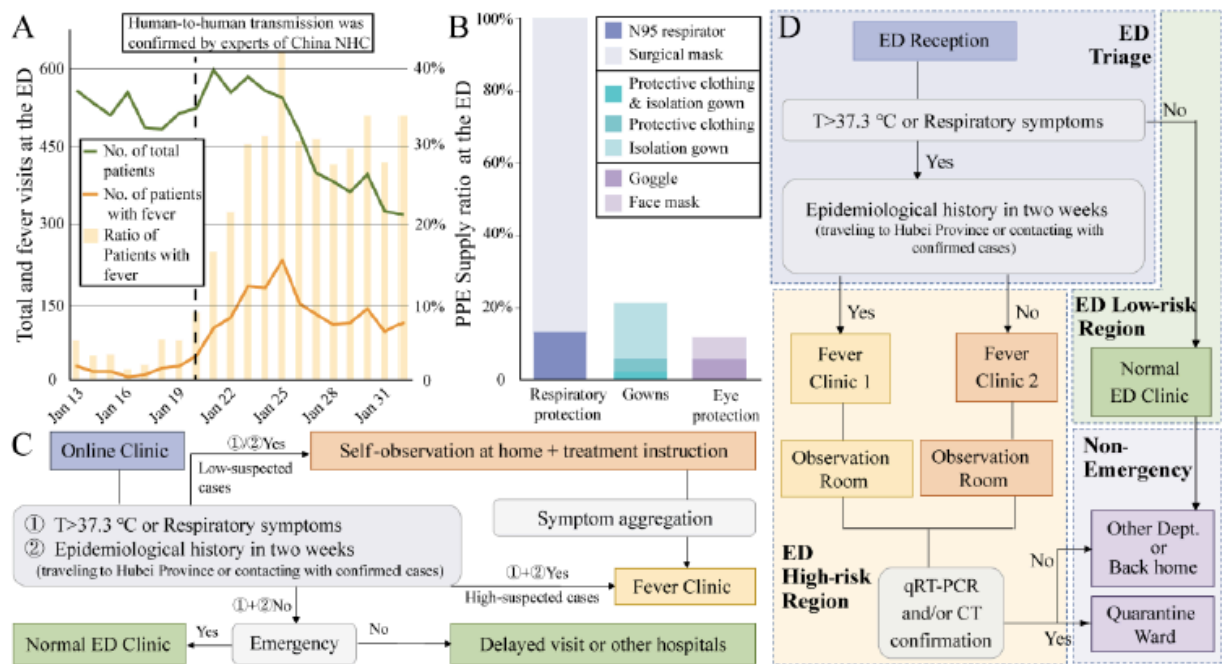 A
Human-to-human transmission was
confirmed by experts of China NHC
Total and fever visits at the ED
600
450
300
150
0
40%
30%
20%
10%
0
No. of total
patients
No. of patients
with fever
Ratio of
Patients with
fever
Jan 13
Jan 16
Jan 19
Jan 22
Jan 25
Jan 28
Jan 31
B
PPE Supply ratio at the ED
100%
80%
60%
40%
20%
0
N95 respirator
Surgical mask
Protective clothing
& isolation gown
Protective clothing
Isolation gown
Goggle
Face mask
Respiratory
protection
Gowns
Eye
protection
C
Online Clinic
①/②Yes
Low-suspected
cases
Self-observation at home + treatment instruction
① T>37.3 ℃ or Respiratory symptoms
② Epidemiological history in two weeks
(traveling to Hubei Province or contacting with confirmed cases)
Symptom aggregation
①+②Yes
High-suspected cases
Fever Clinic
①+②No
Normal ED Clinic
Yes
Emergency
No
Delayed visit or other hospitals
D
ED Reception
ED
Triage
T>37.3 ℃ or Respiratory symptoms
No
Yes
Epidemiological history in two weeks
(traveling to Hubei Province or contacting with
confirmed cases)
Yes
No
ED Low-risk
Region
Fever
Clinic 1
Fever
Clinic 2
Normal
ED Clinic
Observation
Room
Observation
Room
Non-
Emergency
ED
High-risk
Region
qRT-PCR
and/or CT
confirmation
No
Other Dept.
or
Back home
Yes
Quarantine
Ward